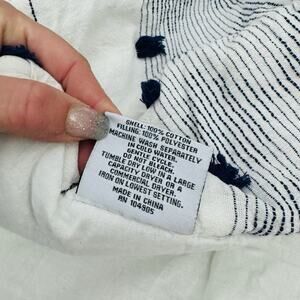 SHELL: 100% COTTON
FILLING: 100% POLYESTER
MACHINE WASH SEPARATELY
IN COLD WATER.
GENTLE CYCLE.
DO NOT BLEACH.
TUMBLE DRY LOW IN A LARGE
CAPACITY DRYER OR A
COMMERCIAL DRYER.
IRON ON LOWEST SETTING.
MADE IN CHINA
RN 104805